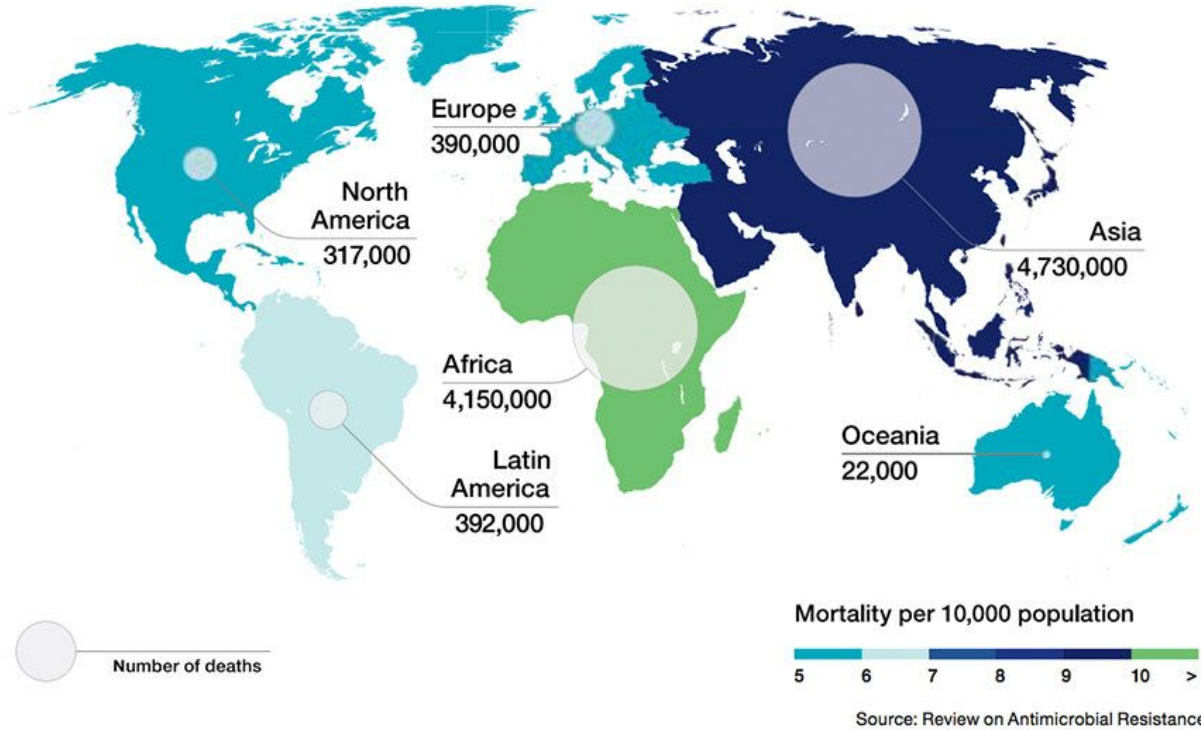 Europe
390,000
North
America
317,000
Asia
4,730,000
Africa
4,150,000
Oceania
22,000
Latin
America
392,000
Mortality per 10,000 population
5 6 7 8 9 10 >
Number of deaths
Source: Review on Antimicrobial Resistance